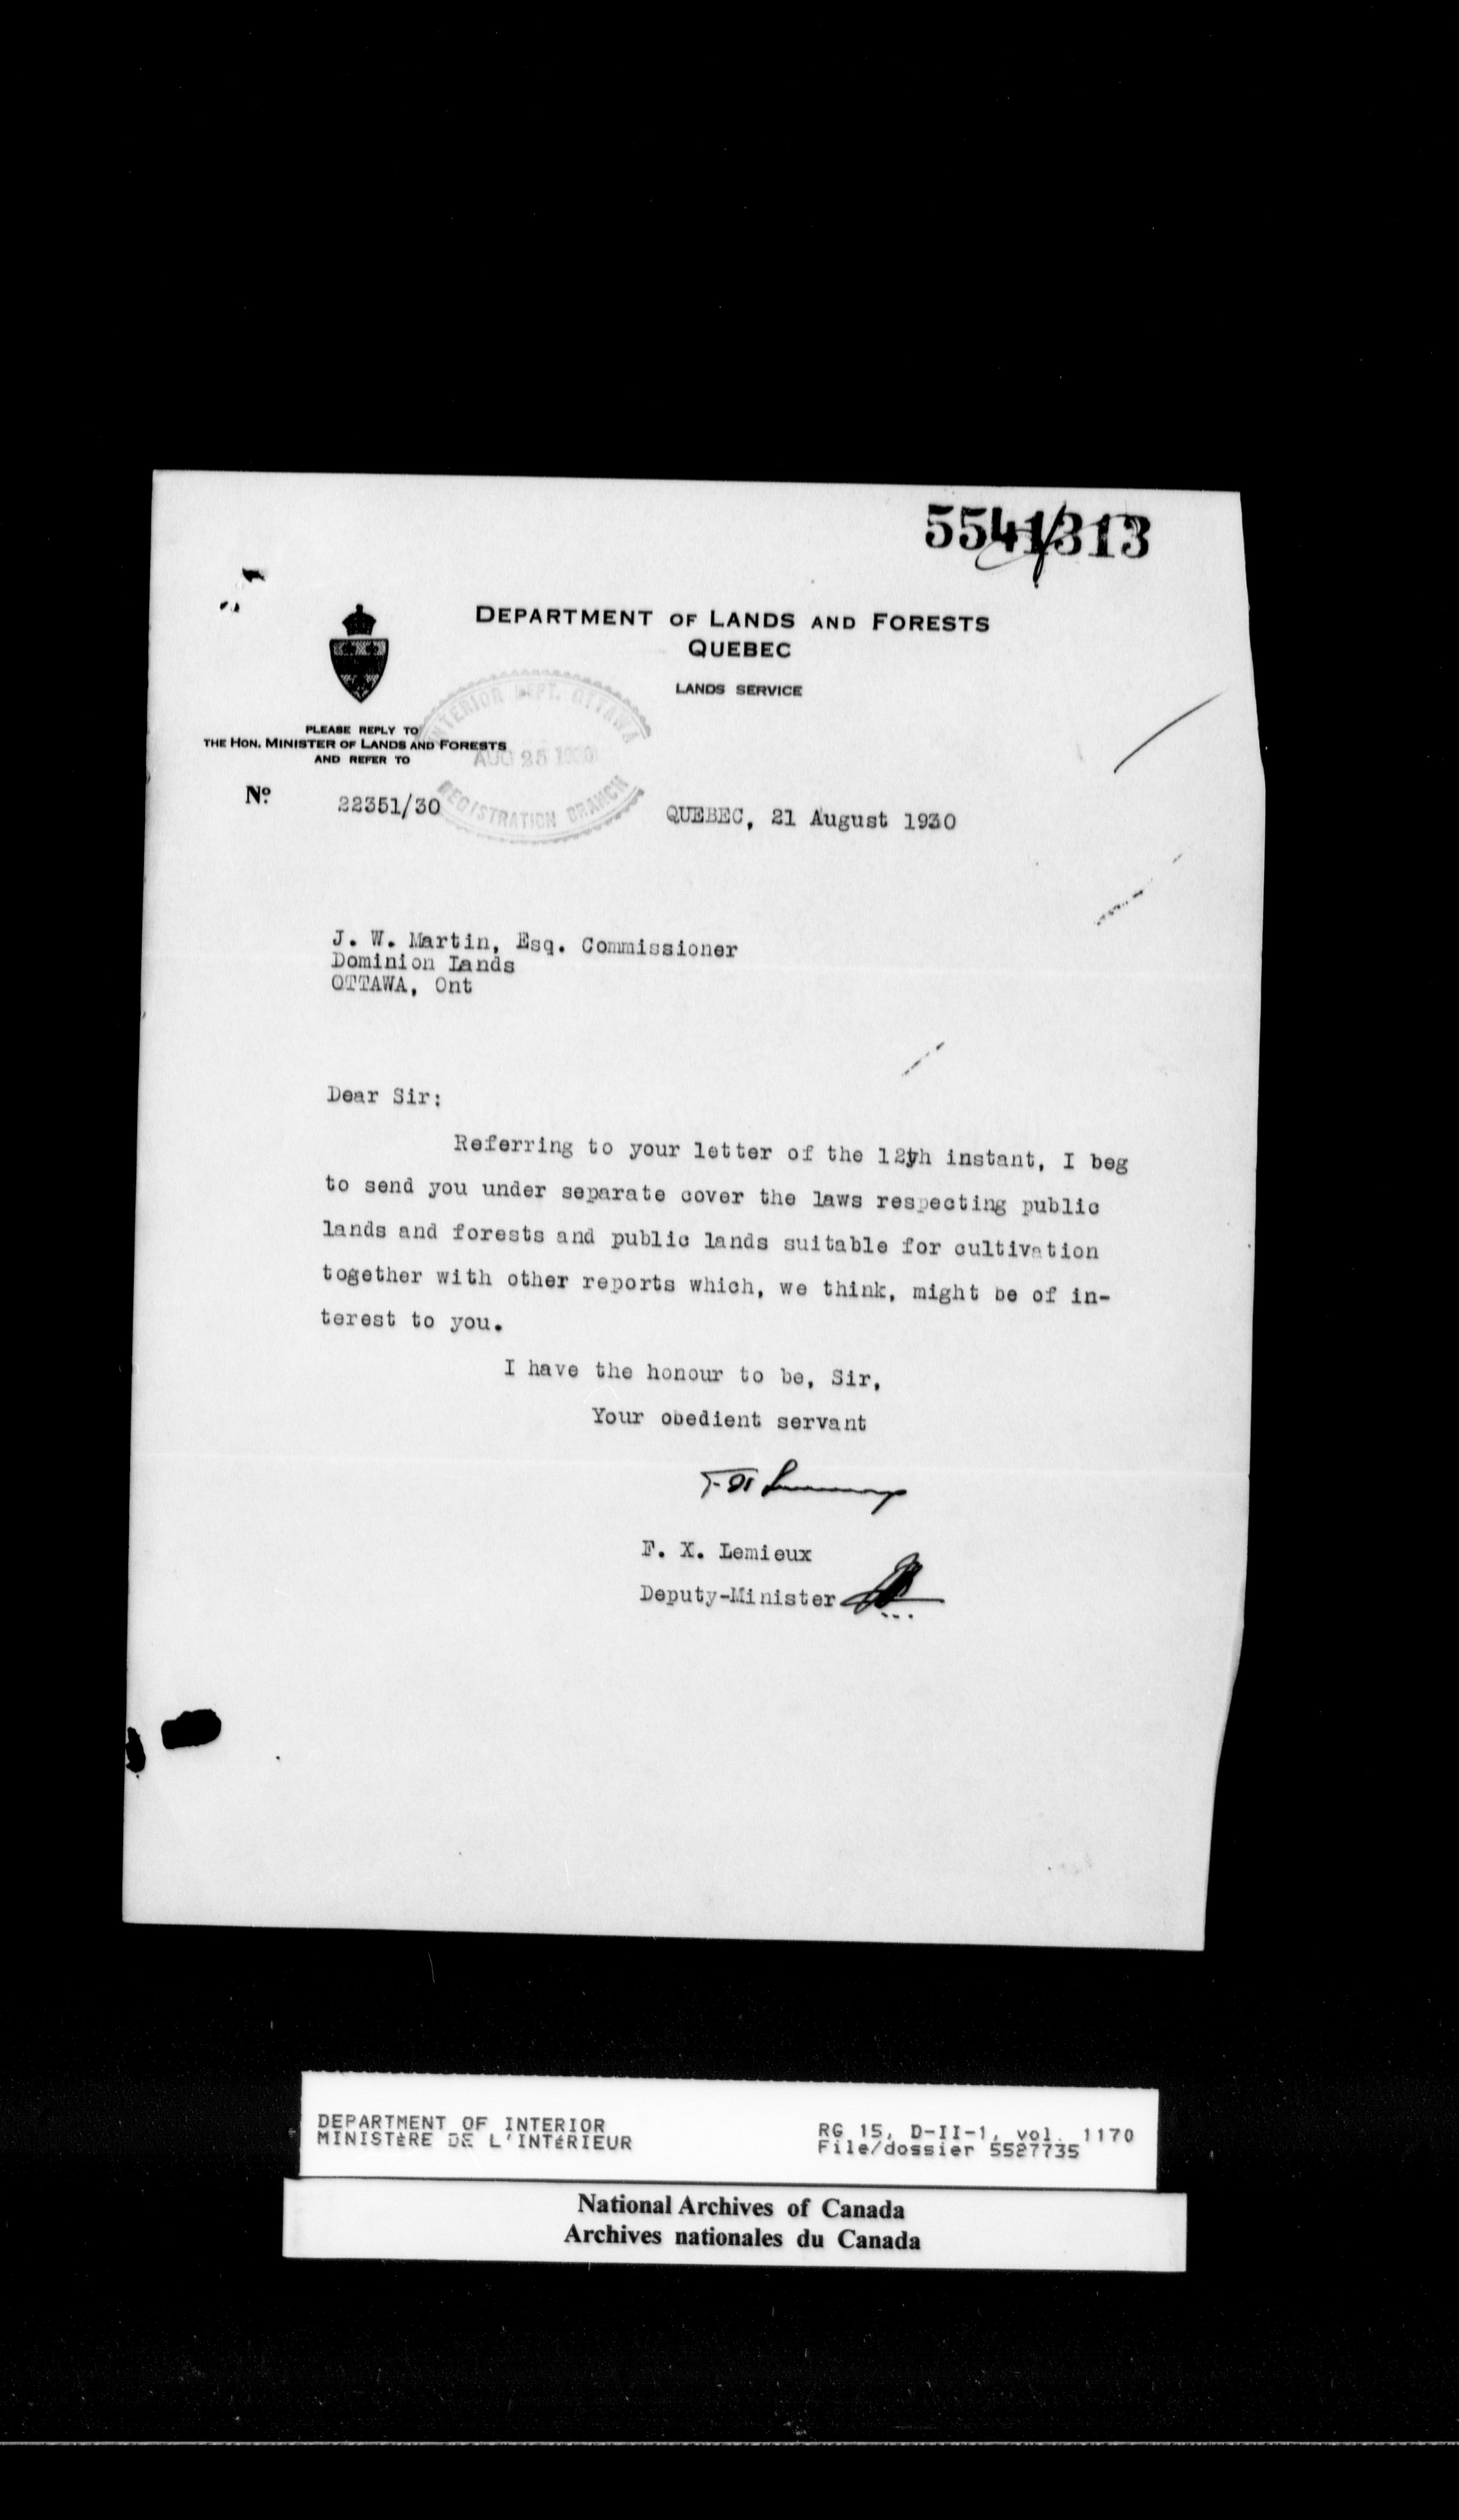 5541313
DEPARTMENT OF LANDS AND FORESTS
QUEBEC
LANDS SERVICE
INTERIOR DEPT. OTTAWA
AUG 25 1930
REGISTRATION BRANCH
PLEASE REPLY TO
THE HON. MINISTER OF LANDS AND FORESTS
AND REFER TO
No. 22351/30
QUEBEC, 21 August 1930
J. W. Martin, Esq. Commissioner
Dominion Lands
OTTAWA, Ont
Dear Sir:
Referring to your letter of the 12th instant, I beg
to send you under separate cover the laws respecting public
lands and forests and public lands suitable for cultivation
together with other reports which, we think, might be of in-
terest to you.
I have the honour to be, Sir,
Your obedient servant
F. X. Lemieux
F. X. Lemieux
Deputy-Minister
DEPARTMENT OF INTERIOR
MINISTÈRE DE L'INTÉRIEUR
RG 15, D-II-1, vol. 1170
File/dossier 5527735
National Archives of Canada
Archives nationales du Canada